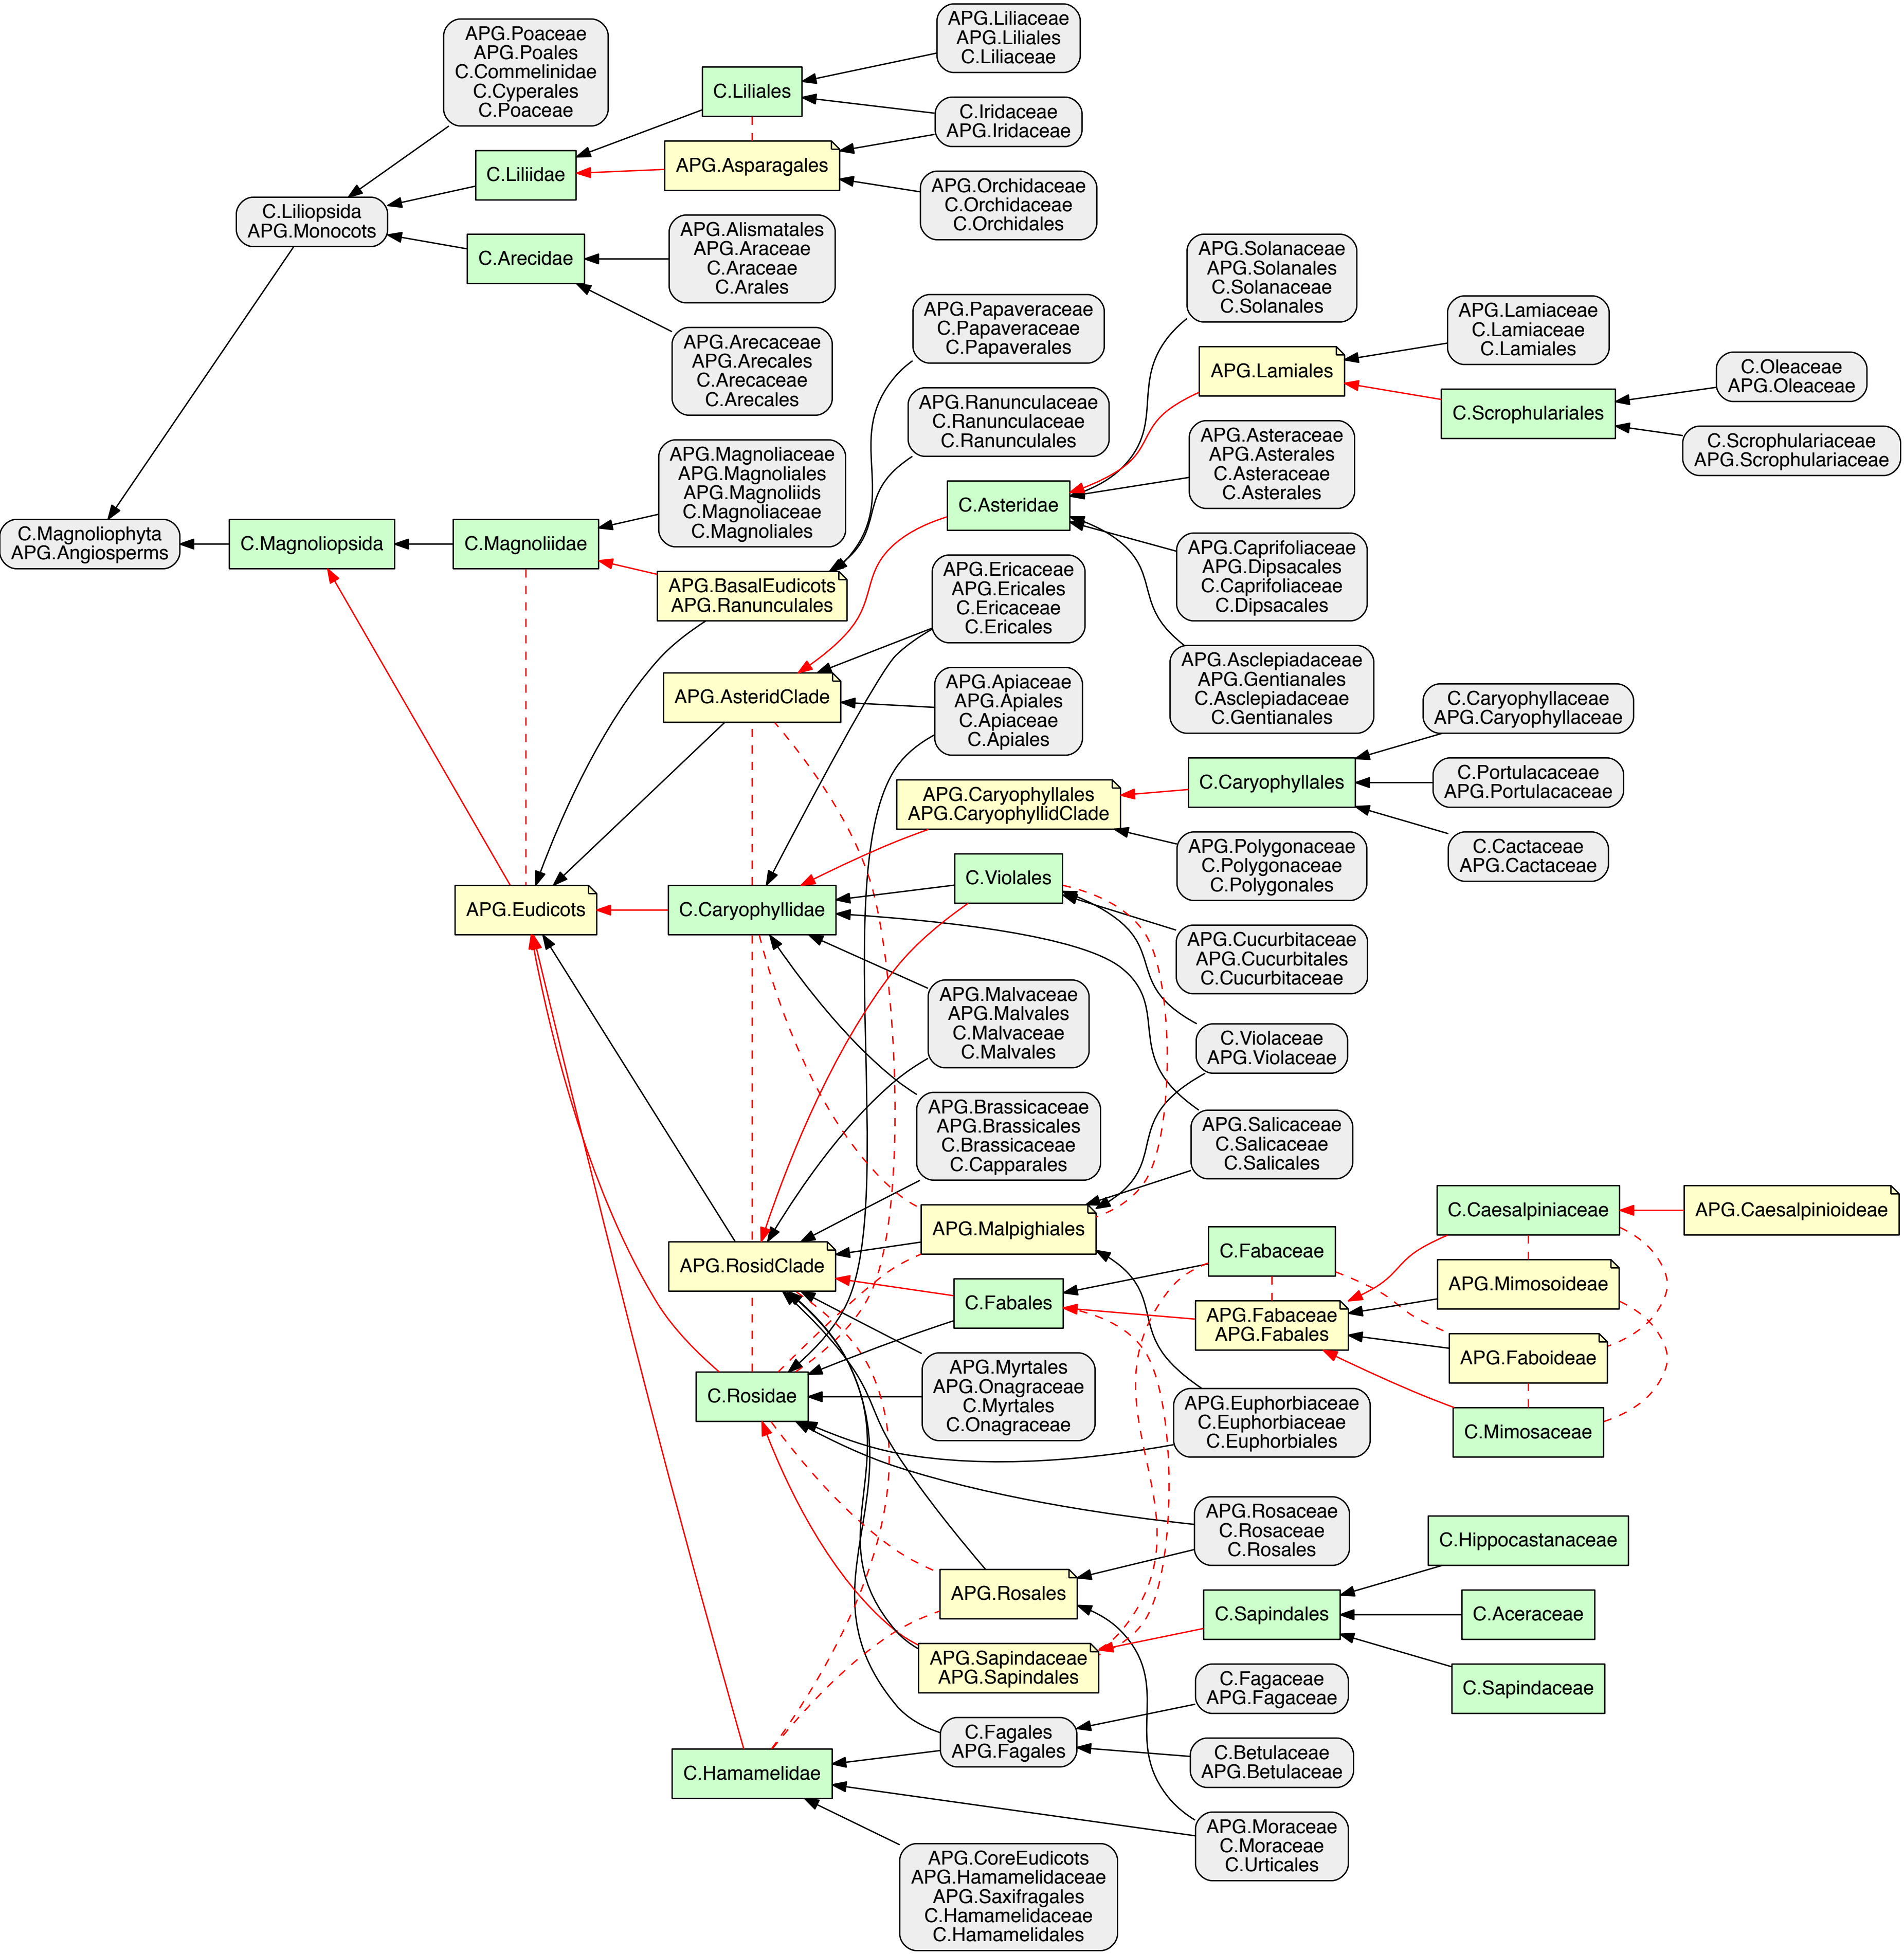 APG.Poaceae
APG.Poales
C.Commelinidae
C.Cyperales
C.Poaceae
APG.Liliaceae
APG.Liliales
C.Liliaceae
C.Liliales
C.Iridaceae
APG.Iridaceae
C.Liliidae
APG.Asparagales
APG.Orchidaceae
C.Orchidaceae
C.Orchidales
C.Liliopsida
APG.Monocots
C.Arecidae
APG.Alismatales
APG.Araceae
C.Araceae
C.Arales
APG.Arecaceae
APG.Arecales
C.Arecaceae
C.Arecales
APG.Papaveraceae
C.Papaveraceae
C.Papaverales
APG.Solanaceae
APG.Solanales
C.Solanaceae
C.Solanales
APG.Lamiaceae
C.Lamiaceae
C.Lamiales
APG.Lamiales
C.Oleaceae
APG.Oleaceae
C.Scrophulariales
C.Scrophulariaceae
APG.Scrophulariaceae
APG.Ranunculaceae
C.Ranunculaceae
C.Ranunculales
APG.Magnoliaceae
APG.Magnoliales
APG.Magnoliids
C.Magnoliaceae
C.Magnoliales
APG.Asteraceae
APG.Asterales
C.Asteraceae
C.Asterales
C.Asteridae
C.Magnoliophyta
APG.Angiosperms
C.Magnoliopsida
C.Magnoliidae
APG.BasalEudicots
APG.Ranunculales
APG.Caprifoliaceae
APG.Dipsacales
C.Caprifoliaceae
C.Dipsacales
APG.Ericaceae
APG.Ericales
C.Ericaceae
C.Ericales
APG.AsteridClade
APG.Asclepiadaceae
APG.Gentianales
C.Asclepiadaceae
C.Gentianales
APG.Apiaceae
APG.Apiales
C.Apiaceae
C.Apiales
C.Caryophyllaceae
APG.Caryophyllaceae
APG.Caryophyllales
APG.CaryophyllidClade
C.Caryophyllales
C.Portulacaceae
APG.Portulacaceae
APG.Polygonaceae
C.Polygonaceae
C.Polygonales
C.Cactaceae
APG.Cactaceae
APG.Eudicots
C.Caryophyllidae
C.Violales
APG.Cucurbitaceae
APG.Cucurbitales
C.Cucurbitaceae
APG.Malvaceae
APG.Malvales
C.Malvaceae
C.Malvales
C.Violaceae
APG.Violaceae
APG.Brassicaceae
APG.Brassicales
C.Brassicaceae
C.Capparales
APG.Salicaceae
C.Salicaceae
C.Salicales
APG.Malpighiales
APG.RosidClade
C.Fabales
C.Fabaceae
APG.Fabaceae
APG.Fabales
C.Caesalpiniaceae
APG.Caesalpinioideae
APG.Mimosoideae
APG.Faboideae
C.Mimosaceae
C.Rosidae
APG.Myrtales
APG.Onagraceae
C.Myrtales
C.Onagraceae
APG.Euphorbiaceae
C.Euphorbiaceae
C.Euphorbiales
APG.Rosaceae
C.Rosaceae
C.Rosales
APG.Rosales
C.Hippocastanaceae
C.Sapindales
C.Aceraceae
C.Sapindaceae
APG.Sapindaceae
APG.Sapindales
C.Fagaceae
APG.Fagaceae
C.Fagales
APG.Fagales
C.Betulaceae
APG.Betulaceae
C.Hamamelidae
APG.Moraceae
C.Moraceae
C.Urticales
APG.CoreEudicots
APG.Hamamelidaceae
APG.Saxifragales
C.Hamamelidaceae
C.Hamamelidales